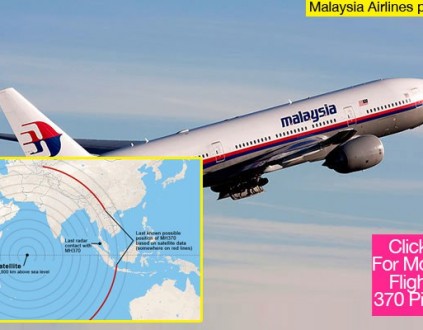 Malaysia Airlines p
malaysia
Last radar
contact with
MH370
Last known possible
position of MH370
based on satellite data
(somewhere on red lines)
atellite
,000 km above sea level
Click
For Mo
Fligh
370 Pi